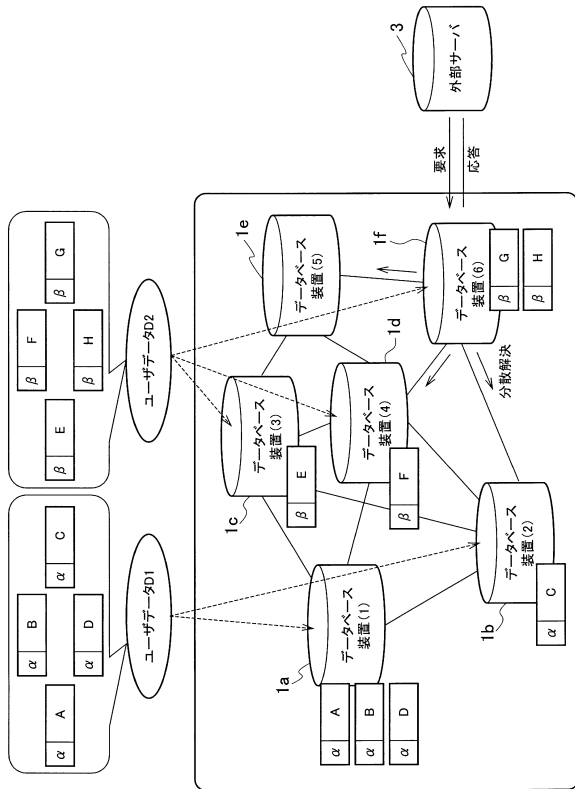 α A
α B
α D
α C
ユーザデータD1
β E
β F
β H
β G
ユーザデータD2
1a
データベース
装置(1)
α A
α B
α D
1b
データベース
装置(2)
α C
1c
データベース
装置(3)
β E
1d
データベース
装置(4)
β F
1e
データベース
装置(5)
1f
データベース
装置(6)
β G
β H
分散解決
要求
応答
3
外部サーバ